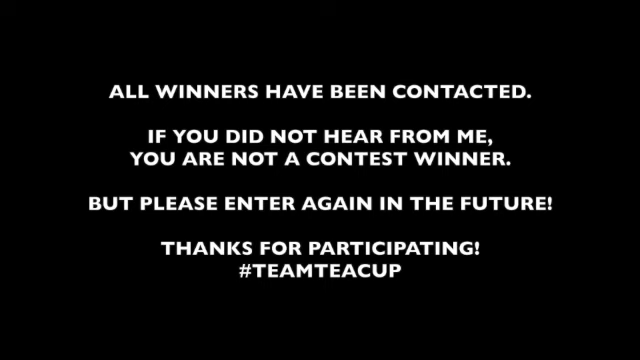 ALL WINNERS HAVE BEEN CONTACTED.
IF YOU DID NOT HEAR FROM ME,
YOU ARE NOT A CONTEST WINNER.
BUT PLEASE ENTER AGAIN IN THE FUTURE!
THANKS FOR PARTICIPATING!
#TEAMTEACUP